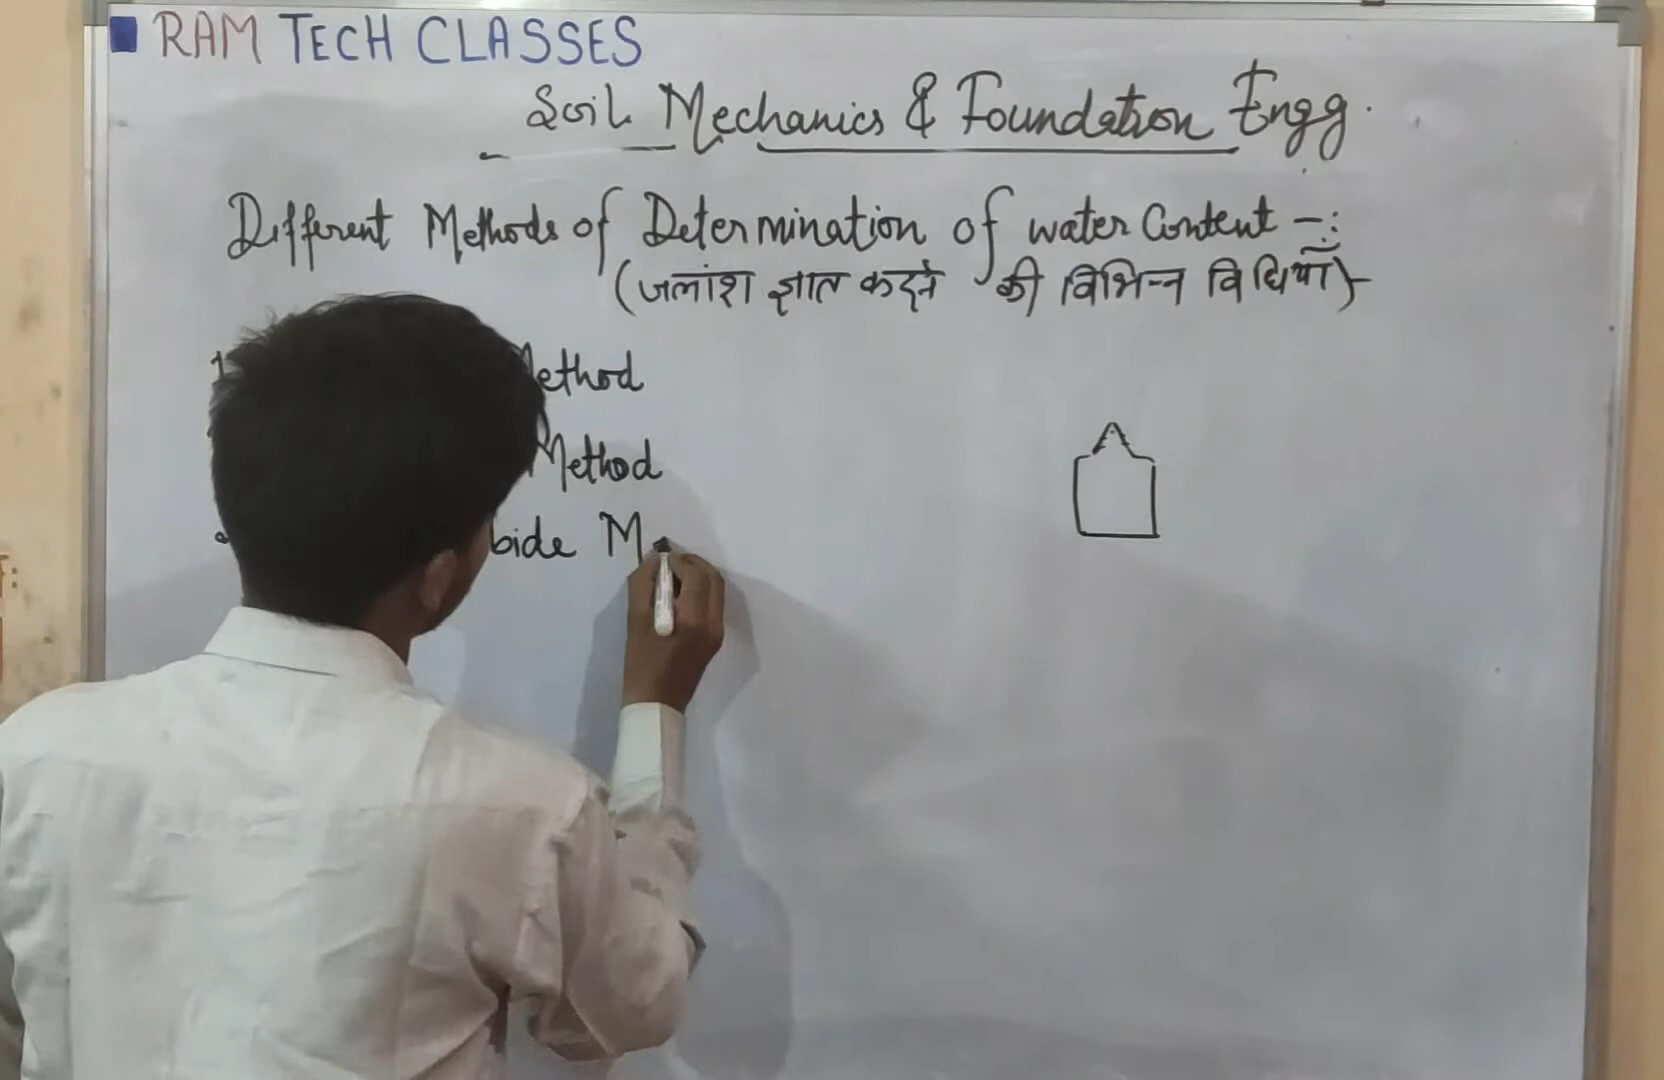 RAM TECH CLASSES
Soil Mechanics & Foundation Engg.
Different Methods of Determination of water Content -:
(जलांश ज्ञात करने की विभिन्न विधियाँ)-
Method
Method
bide M